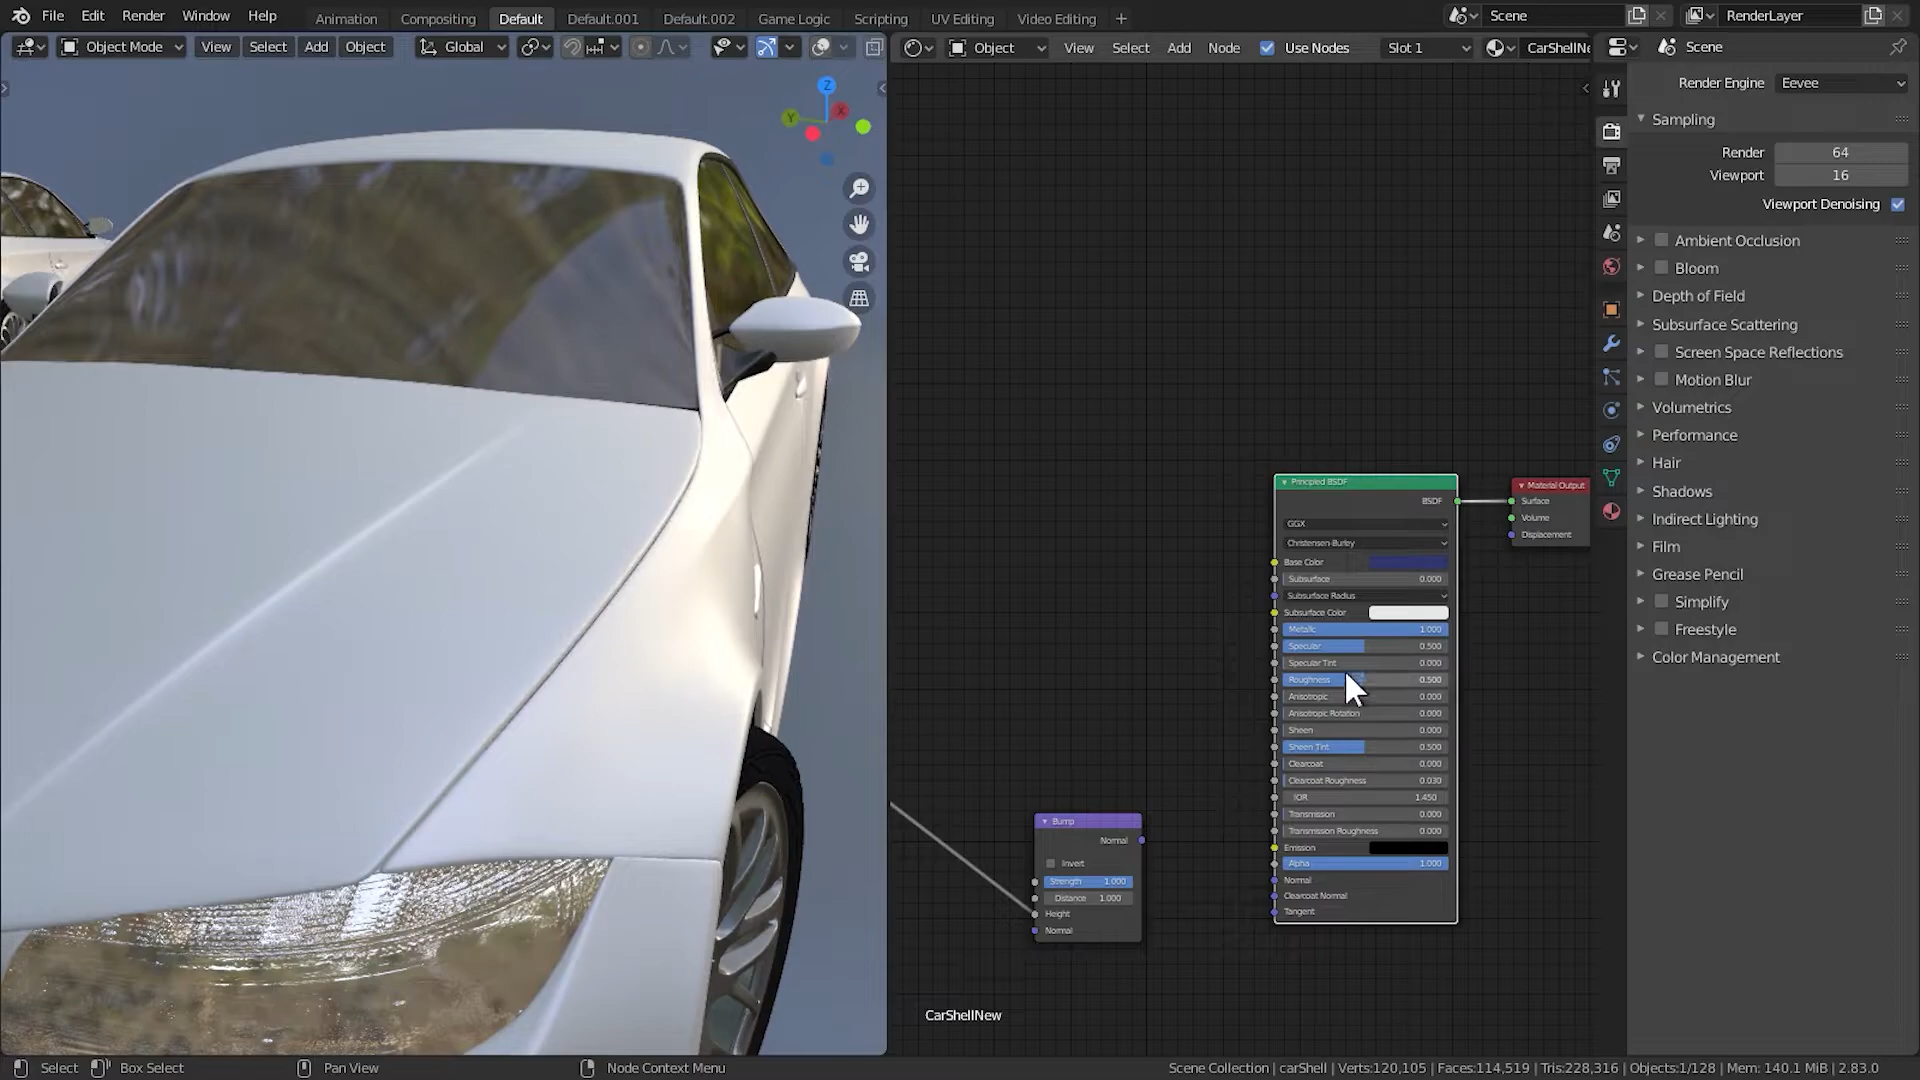 File Edit Render Window Help Animation Compositing Default Default.001 Default.002 Game Logic Scripting UV Editing Video Editing + Scene RenderLayer
Object Mode View Select Add Object Global Object View Select Add Node Use Nodes Slot 1 CarShellNe Scene
Z
Y
X
Render Engine Eevee
Sampling
Render 64
Viewport 16
Viewport Denoising
Ambient Occlusion
Bloom
Depth of Field
Subsurface Scattering
Screen Space Reflections
Motion Blur
Volumetrics
Performance
Hair
Shadows
Indirect Lighting
Film
Grease Pencil
Simplify
Freestyle
Color Management
Principled BSDF
BSDF
GGX
Christensen-Burley
Base Color
Subsurface 0.000
Subsurface Radius
Subsurface Color
Metallic 1.000
Specular 0.500
Specular Tint 0.000
Roughness 0.500
Anisotropic 0.000
Anisotropic Rotation 0.000
Sheen 0.000
Sheen Tint 0.500
Clearcoat 0.000
Clearcoat Roughness 0.030
IOR 1.450
Transmission 0.000
Transmission Roughness 0.000
Emission
Alpha 1.000
Normal
Clearcoat Normal
Tangent
Material Output
Surface
Volume
Displacement
Bump
Normal
Invert
Strength 1.000
Distance 1.000
Height
Normal
CarShellNew
Select Box Select Pan View Node Context Menu Scene Collection | carShell | Verts:120,105 | Faces:114,519 | Tris:228,316 | Objects:1/128 | Mem: 140.1 MiB | 2.83.0